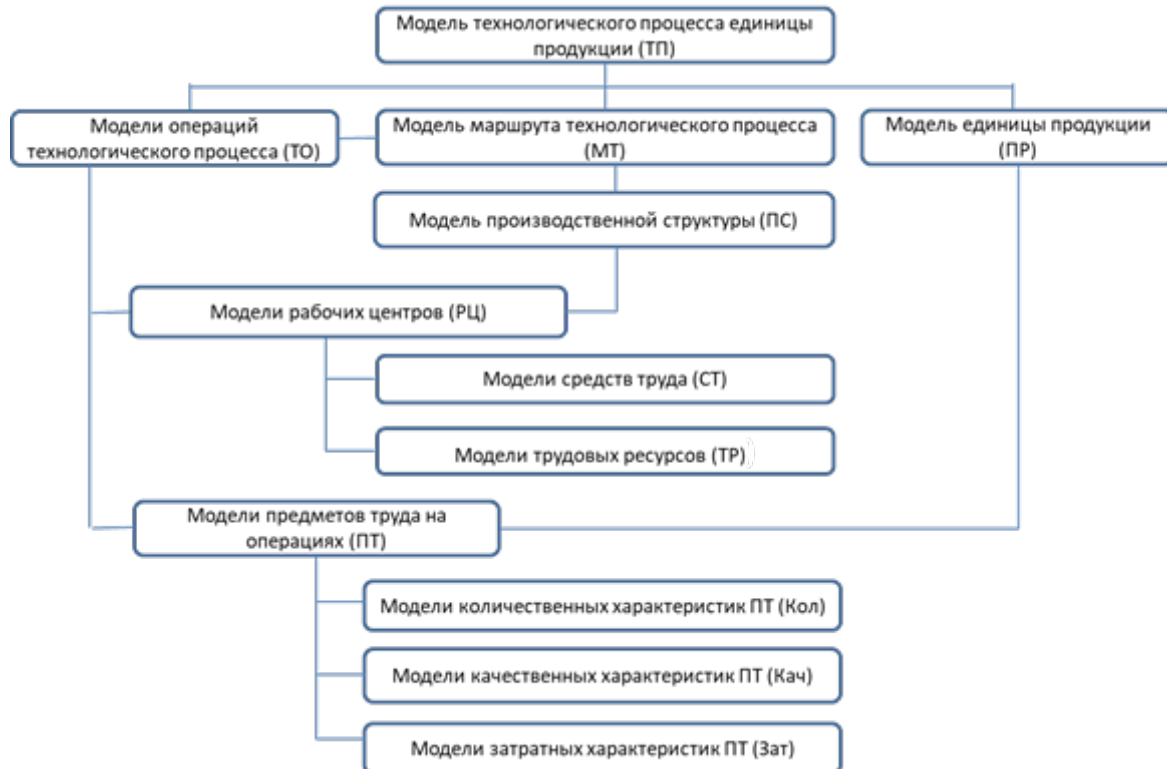 Модель технологического процесса единицы
продукции (ТП)
Модели операций
технологического процесса (ТО)
Модель маршрута технологического процесса
(МТ)
Модель единицы продукции
(ПР)
Модель производственной структуры (ПС)
Модели рабочих центров (РЦ)
Модели средств труда (СТ)
Модели трудовых ресурсов (ТР)
Модели предметов труда на
операциях (ПТ)
Модели количественных характеристик ПТ (Кол)
Модели качественных характеристик ПТ (Кач)
Модели затратных характеристик ПТ (Зат)